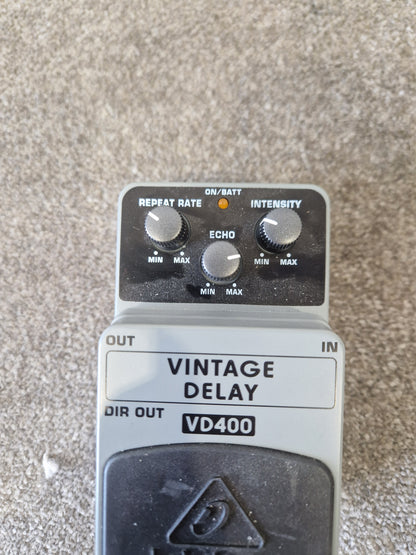 ON/BATT
REPEAT RATE INTENSITY
ECHO
MIN MAX MIN MAX
MIN MAX
OUT IN
VINTAGE
DELAY
DIR OUT VD400